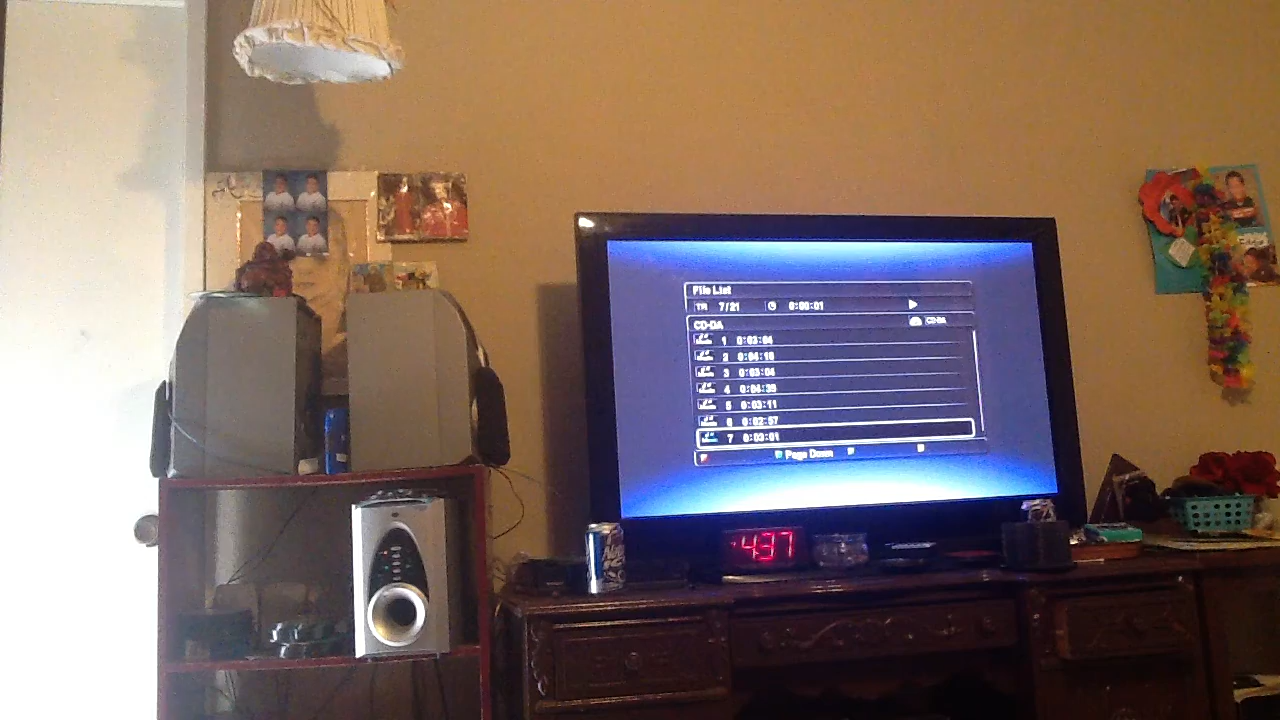 File List
TR 7/21 0:00:01
CD-DA CD-DA
1 0:03:04
2 0:04:18
3 0:03:04
4 0:04:39
5 0:03:11
6 0:02:57
7 0:03:01
Page Down
4:37